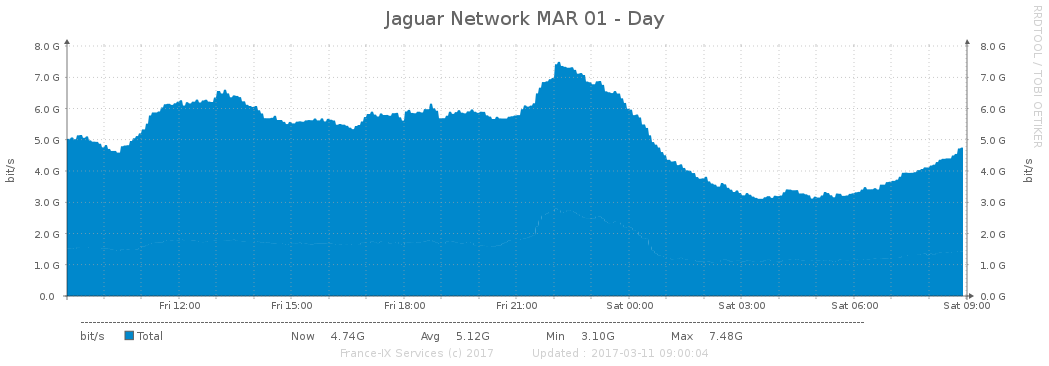 Jaguar Network MAR 01 - Day
RRDTOOL / TOBI OETIKER
8.0 G 8.0 G
7.0 G 7.0 G
6.0 G 6.0 G
5.0 G 5.0 G
4.0 G 4.0 G
3.0 G 3.0 G
2.0 G 2.0 G
1.0 G 1.0 G
0.0 0.0 G
bit/s
bit/s
Fri 12:00 Fri 15:00 Fri 18:00 Fri 21:00 Sat 00:00 Sat 03:00 Sat 06:00 Sat 09:00
bit/s Total Now 4.74G Avg 5.12G Min 3.10G Max 7.48G
France-IX Services (c) 2017 Updated : 2017-03-11 09:00:04